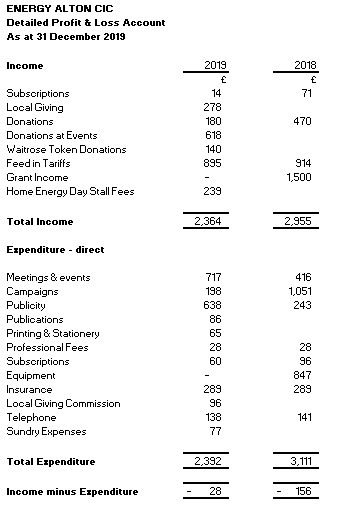 ENERGY ALTON CIC
Detailed Profit & Loss Account
As at 31 December 2019
Income 2019 2018
£ £
Subscriptions 14 71
Local Giving 278
Donations 180 470
Donations at Events 618
Waitrose Token Donations 140
Feed in Tariffs 895 914
Grant Income - 1,500
Home Energy Day Stall Fees 239
Total Income 2,364 2,955
Expenditure - direct
Meetings & events 717 416
Campaigns 198 1,051
Publicity 638 243
Publications 86
Printing & Stationery 65
Professional Fees 28 28
Subscriptions 60 96
Equipment - 847
Insurance 289 289
Local Giving Commission 96
Telephone 138 141
Sundry Expenses 77
Total Expenditure 2,392 3,111
Income minus Expenditure - 28 - 156